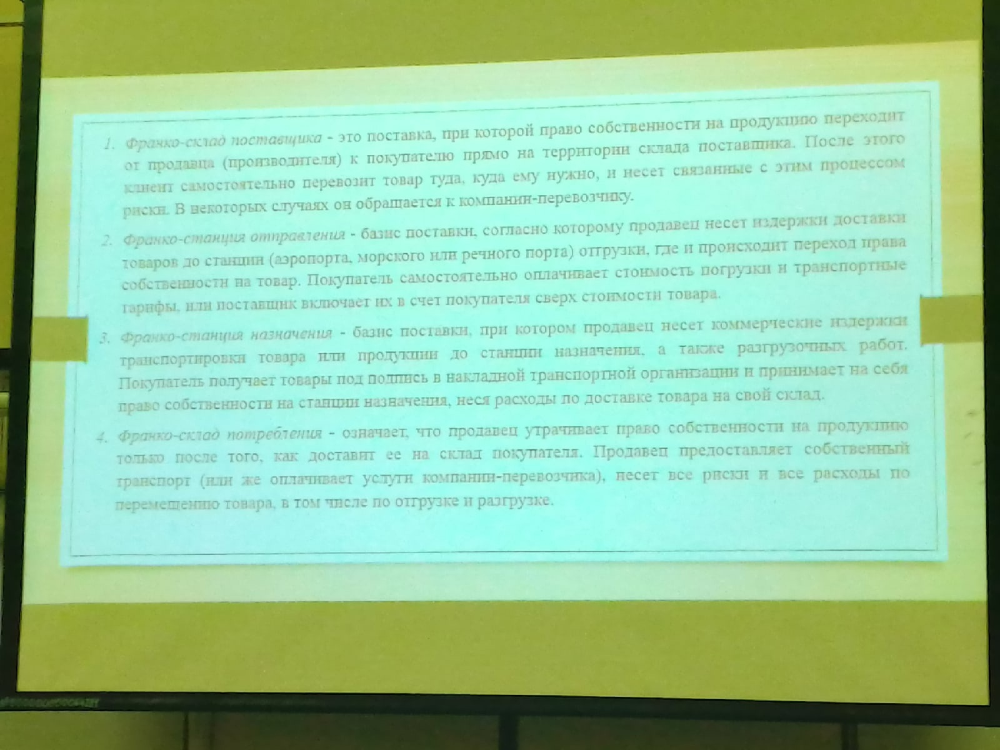 1. Франко-склад поставщика - это поставка, при которой право собственности на продукцию переходит
от продавца (производителя) к покупателю прямо на территории склада поставщика. После этого
клиент самостоятельно перевозит товар туда, куда ему нужно, и несет связанные с этим процессом
риски. В некоторых случаях он обращается к компании-перевозчику.
2. Франко-станция отправления - базис поставки, согласно которому продавец несет издержки доставки
товаров до станции (аэропорта, морского или речного порта) отгрузки, где и происходит переход права
собственности на товар. Покупатель самостоятельно оплачивает стоимость погрузки и транспортные
тарифы, или поставщик включает их в счет покупателя сверх стоимости товара.
3. Франко-станция назначения - базис поставки, при котором продавец несет коммерческие издержки
транспортировки товара или продукции до станции назначения, а также разгрузочных работ.
Покупатель получает товары под подпись в накладной транспортной организации и принимает на себя
право собственности на станции назначения, неся расходы по доставке товара на свой склад.
4. Франко-склад потребления - означает, что продавец утрачивает право собственности на продукцию
только после того, как доставит ее на склад покупателя. Продавец предоставляет собственный
транспорт (или же оплачивает услуги компании-перевозчика), несет все риски и все расходы по
перемещению товара, в том числе по отгрузке и разгрузке.